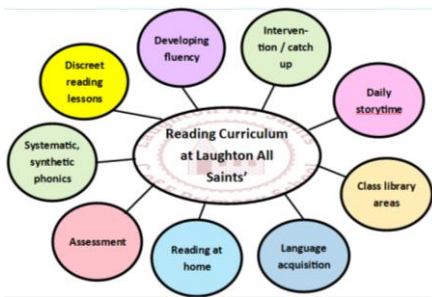 Developing
fluency
Interven-
tion / catch
up
Discreet
reading
lessons
Daily
storytime
Reading Curriculum
at Laughton All
Saints’
Systematic,
synthetic
phonics
Class library
areas
Assessment
Reading at
home
Language
acquisition